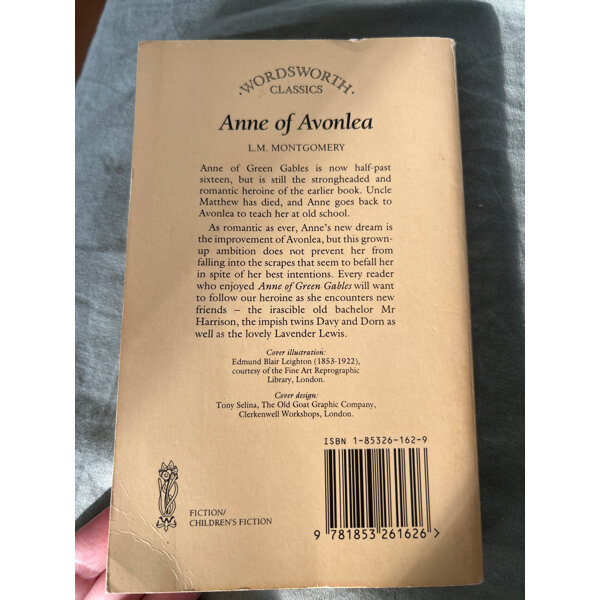 ·WORDSWORTH·
CLASSICS
Anne of Avonlea
L.M. MONTGOMERY
Anne of Green Gables is now half-past
sixteen, but is still the strongheaded and
romantic heroine of the earlier book. Uncle
Matthew has died, and Anne goes back to
Avonlea to teach her at old school.
As romantic as ever, Anne's new dream is
the improvement of Avonlea, but this grown-
up ambition does not prevent her from
falling into the scrapes that seem to befall her
in spite of her best intentions. Every reader
who enjoyed Anne of Green Gables will want
to follow our heroine as she encounters new
friends – the irascible old bachelor Mr
Harrison, the impish twins Davy and Dorn as
well as the lovely Lavender Lewis.
Cover illustration:
Edmund Blair Leighton (1853-1922),
courtesy of the Fine Art Reprographic
Library, London.
Cover design:
Tony Selina, The Old Goat Graphic Company,
Clerkenwell Workshops, London.
ISBN 1-85326-162-9
FICTION/
CHILDREN'S FICTION
9 781853 261626 >